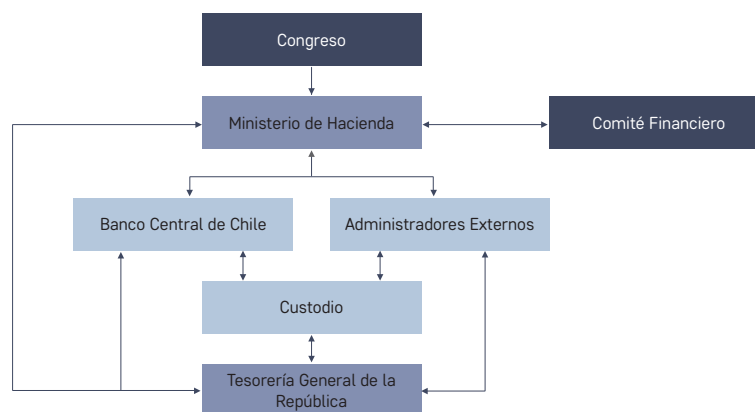 Congreso
Ministerio de Hacienda
Comité Financiero
Banco Central de Chile
Administradores Externos
Custodio
Tesorería General de la
República